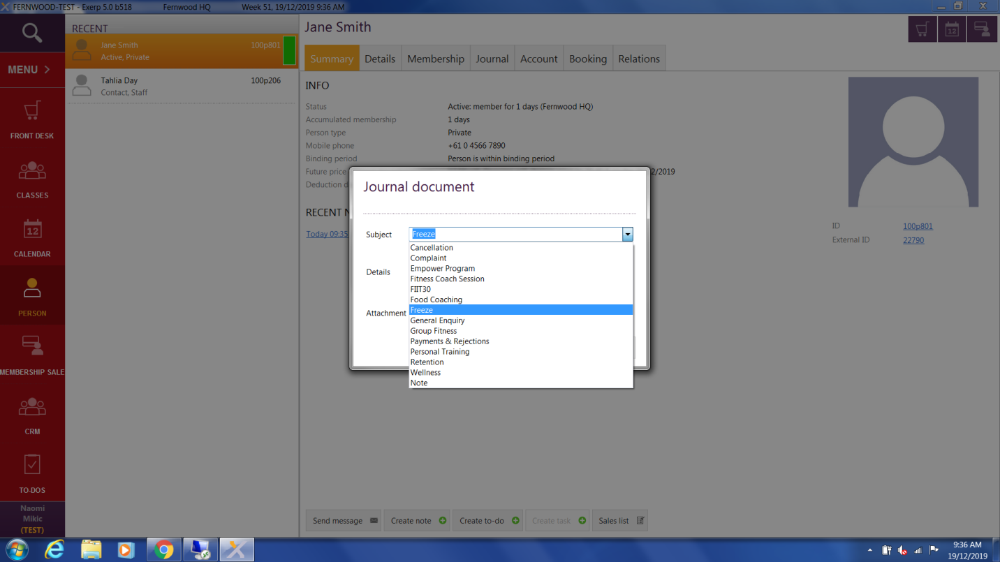 FERNWOOD-TEST - Exerp 5.0 b518 Fernwood HQ Week 51, 19/12/2019 9:36 AM
MENU
FRONT DESK
CLASSES
12
CALENDAR
PERSON
MEMBERSHIP SALE
CRM
TO-DOS
Naomi
Mikic
(TEST)
RECENT
Jane Smith 100p801
Active, Private
Tahlia Day 100p206
Contact, Staff
Jane Smith
12
Summary Details Membership Journal Account Booking Relations
INFO
Status Active: member for 1 days (Fernwood HQ)
Accumulated membership 1 days
Person type Private
Mobile phone +61 0 4566 7890
Binding period Person is within binding period
Future price 2/2019
Deduction d
RECENT N
Today 09:35
ID 100p801
External ID 22790
Journal document
Subject Freeze
Details
Attachment
Cancellation
Complaint
Empower Program
Fitness Coach Session
FIIT30
Food Coaching
Freeze
General Enquiry
Group Fitness
Payments & Rejections
Personal Training
Retention
Wellness
Note
Send message Create note Create to-do Create task Sales list
9:36 AM
19/12/2019